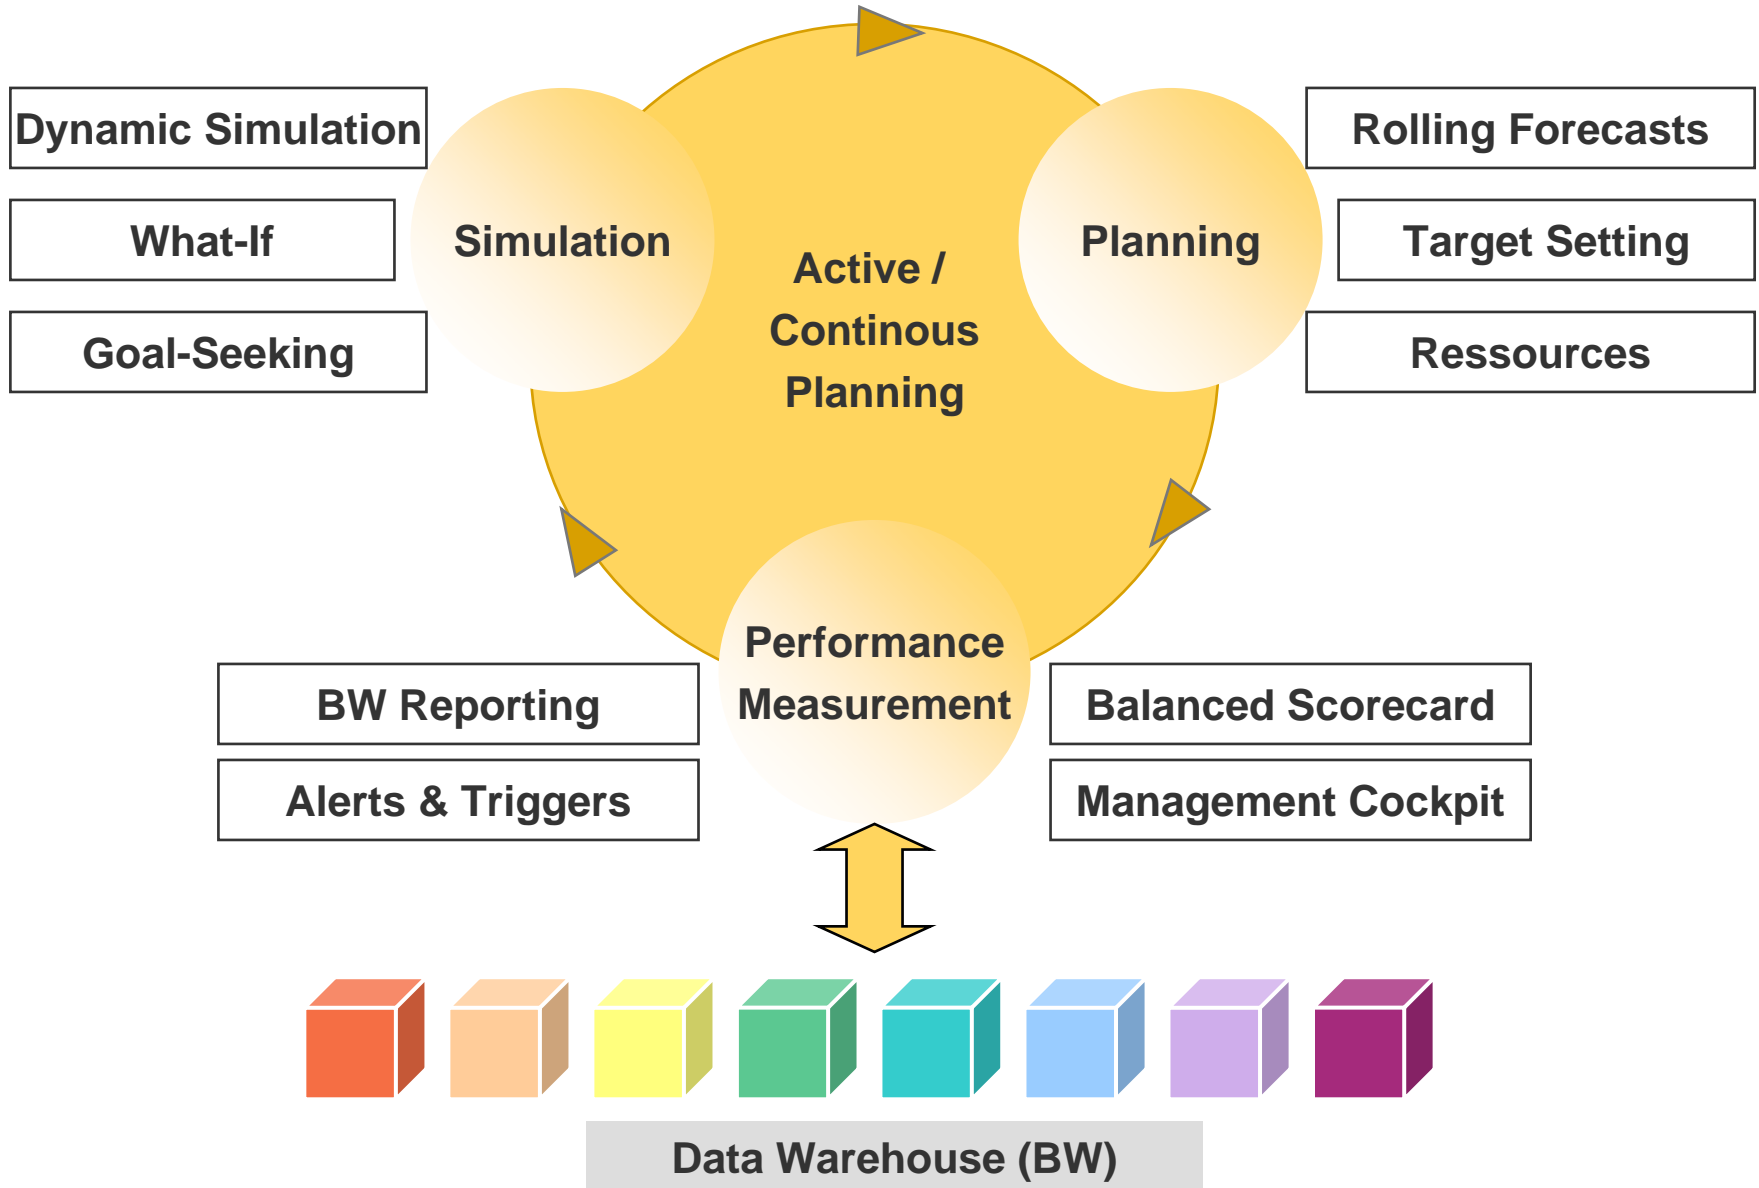 Dynamic Simulation
What-If
Goal-Seeking
Simulation
Active /
Continous
Planning
Planning
Rolling Forecasts
Target Setting
Ressources
Performance
Measurement
BW Reporting
Alerts & Triggers
Balanced Scorecard
Management Cockpit
Data Warehouse (BW)